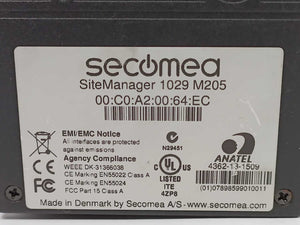 secomea
SiteManager 1029 M205
00:C0:A2:00:64:EC
EMI/EMC Notice
All interfaces are protected
against emissions.
Agency Compliance
WEEE DK-31366038
CE Marking EN55022 Class A
CE Marking EN55024
FCC Part 15 Class A
N29451
C UL US
LISTED
ITE
4ZP8
ANATEL
4362-13-1509
(01)07898599010011
Made in Denmark by Secomea A/S - www.secomea.com